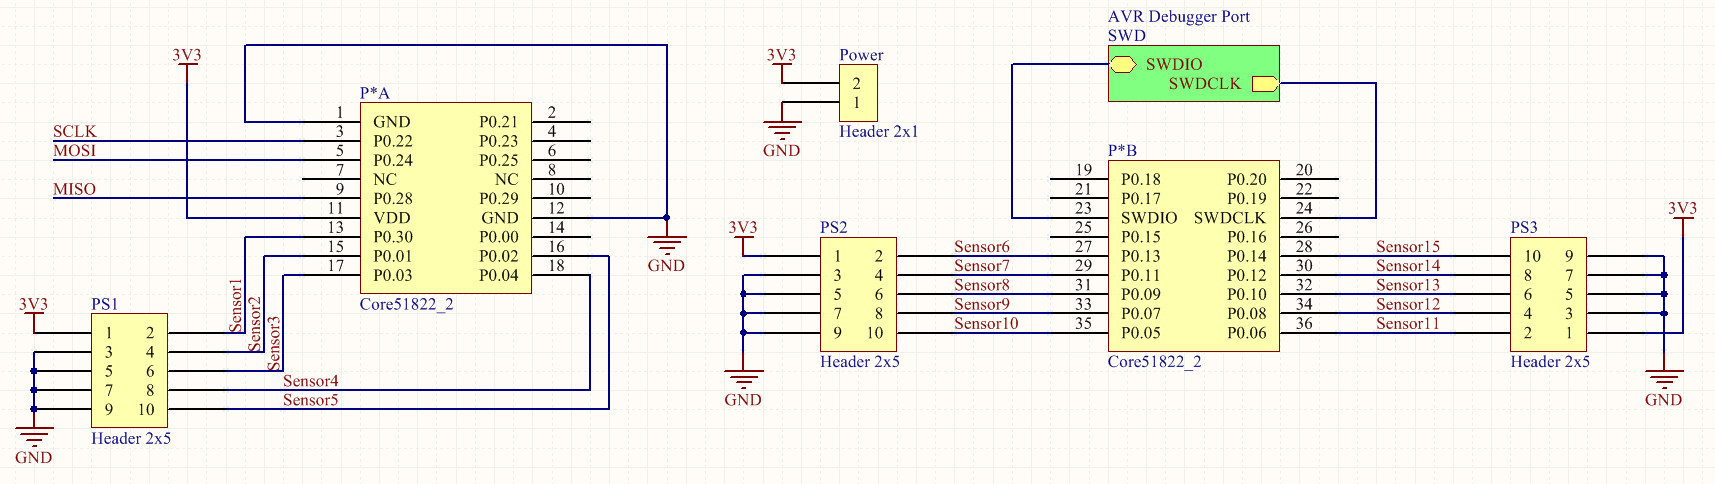 AVR Debugger Port
SWD
SWDIO
SWDCLK
3V3
3V3
Power
2
1
Header 2x1
GND
P*A
1 GND P0.21 2
SCLK 3 P0.22 P0.23 4
MOSI 5 P0.24 P0.25 6
7 NC NC 8
MISO 9 P0.28 P0.29 10
11 VDD GND 12
13 P0.30 P0.00 14
15 P0.01 P0.02 16
17 P0.03 P0.04 18
Core51822_2
GND
Sensor1
Sensor2
Sensor3
Sensor4
Sensor5
3V3
PS1
1 2
3 4
5 6
7 8
9 10
Header 2x5
GND
P*B
19 P0.18 P0.20 20
21 P0.17 P0.19 22
23 SWDIO SWDCLK 24
25 P0.15 P0.16 26
27 P0.13 P0.14 28
29 P0.11 P0.12 30
31 P0.09 P0.10 32
33 P0.07 P0.08 34
35 P0.05 P0.06 36
Core51822_2
3V3
PS2
1 2 Sensor6
3 4 Sensor7
5 6 Sensor8
7 8 Sensor9
9 10 Sensor10
Header 2x5
GND
3V3
PS3
Sensor15 10 9
Sensor14 8 7
Sensor13 6 5
Sensor12 4 3
Sensor11 2 1
Header 2x5
GND